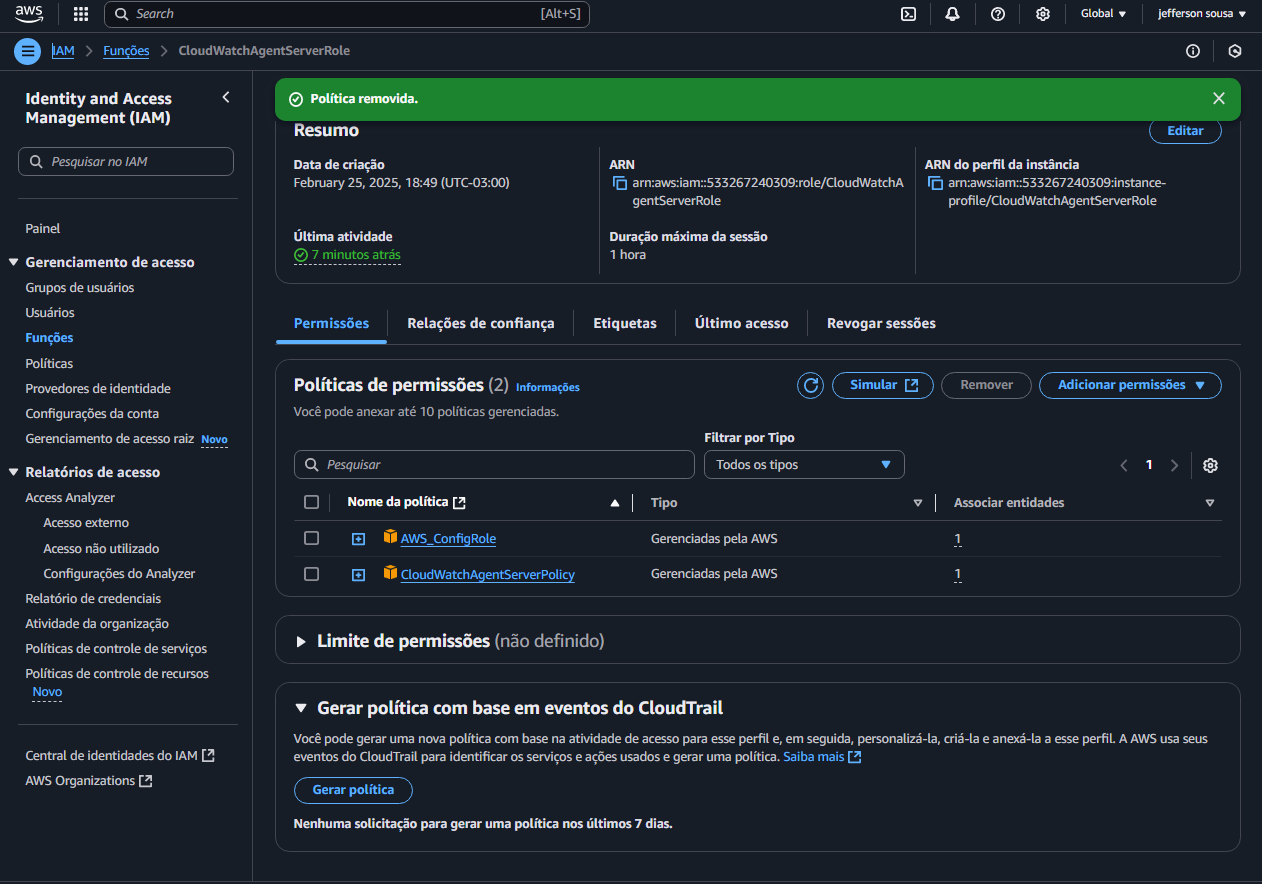 aws
Search
[Alt+S]
Global
jefferson sousa
IAM
Funções
CloudWatchAgentServerRole
Identity and Access
Management (IAM)
Pesquisar no IAM
Painel
Gerenciamento de acesso
Grupos de usuários
Usuários
Funções
Políticas
Provedores de identidade
Configurações da conta
Gerenciamento de acesso raiz Novo
Relatórios de acesso
Access Analyzer
Acesso externo
Acesso não utilizado
Configurações do Analyzer
Relatório de credenciais
Atividade da organização
Políticas de controle de serviços
Políticas de controle de recursos
Novo
Central de identidades do IAM
AWS Organizations
Política removida.
Resumo
Editar
Data de criação
February 25, 2025, 18:49 (UTC-03:00)
Última atividade
7 minutos atrás
ARN
arn:aws:iam::533267240309:role/CloudWatchA
gentServerRole
Duração máxima da sessão
1 hora
ARN do perfil da instância
arn:aws:iam::533267240309:instance-
profile/CloudWatchAgentServerRole
Permissões
Relações de confiança
Etiquetas
Último acesso
Revogar sessões
Políticas de permissões (2) Informações
Você pode anexar até 10 políticas gerenciadas.
Simular
Remover
Adicionar permissões
Filtrar por Tipo
Pesquisar
Todos os tipos
1
Nome da política
Tipo
Associar entidades
AWS_ConfigRole
Gerenciadas pela AWS
1
CloudWatchAgentServerPolicy
Gerenciadas pela AWS
1
Limite de permissões (não definido)
Gerar política com base em eventos do CloudTrail
Você pode gerar uma nova política com base na atividade de acesso para esse perfil e, em seguida, personalizá-la, criá-la e anexá-la a esse perfil. A AWS usa seus
eventos do CloudTrail para identificar os serviços e ações usados e gerar uma política. Saiba mais
Gerar política
Nenhuma solicitação para gerar uma política nos últimos 7 dias.